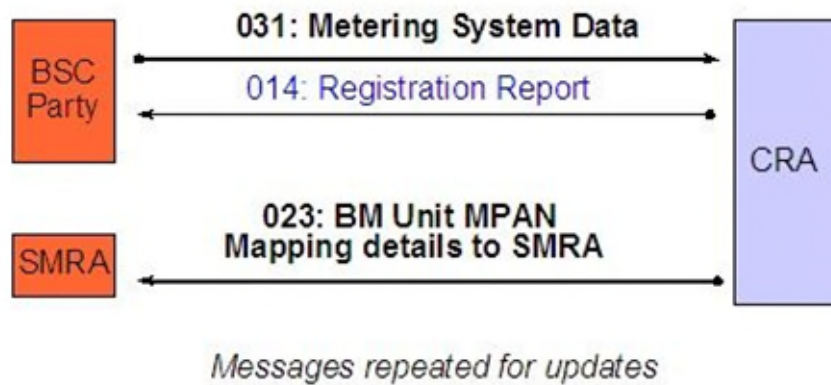 031: Metering System Data
BSC
Party
014: Registration Report
CRA
023: BM Unit MPAN
Mapping details to SMRA
SMRA
Messages repeated for updates